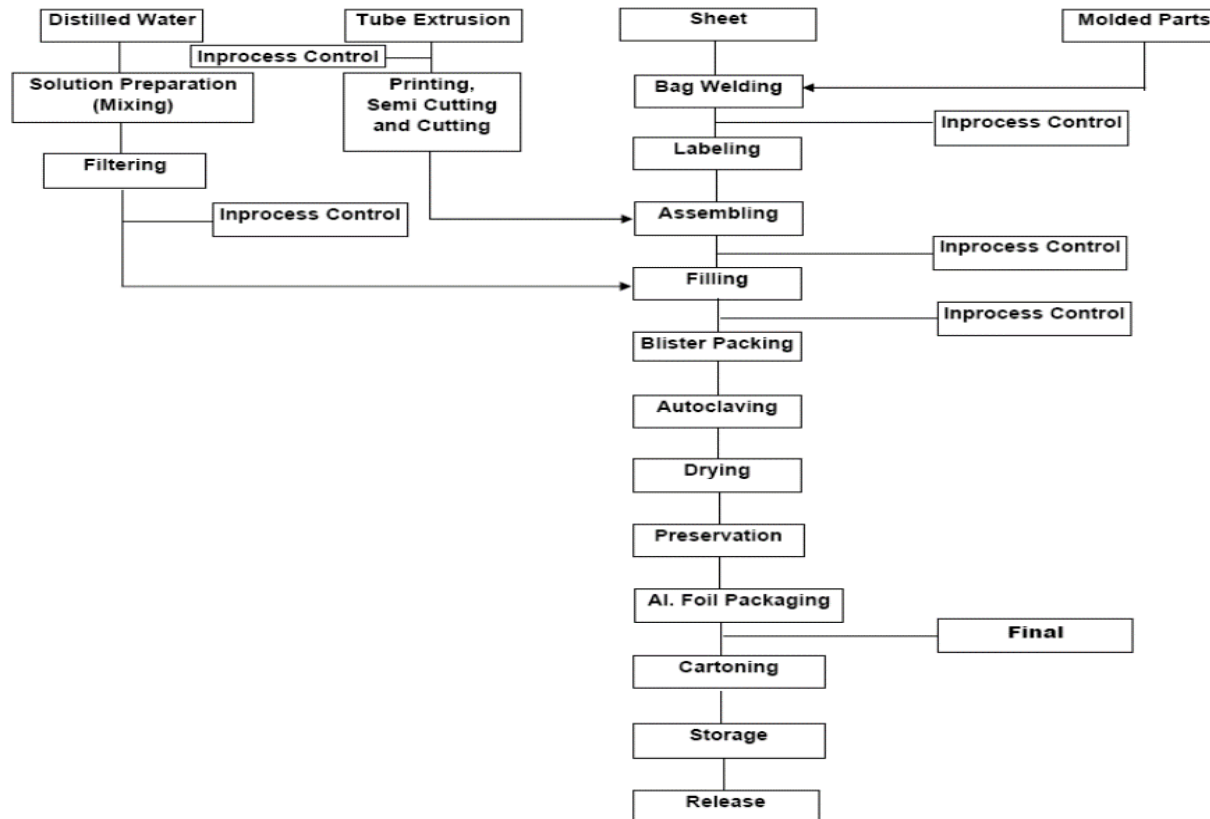 Distilled Water
Tube Extrusion
Sheet
Molded Parts
Inprocess Control
Solution Preparation
(Mixing)
Printing,
Semi Cutting
and Cutting
Bag Welding
Inprocess Control
Labeling
Filtering
Inprocess Control
Assembling
Inprocess Control
Filling
Inprocess Control
Blister Packing
Autoclaving
Drying
Preservation
Al. Foil Packaging
Final
Cartoning
Storage
Release